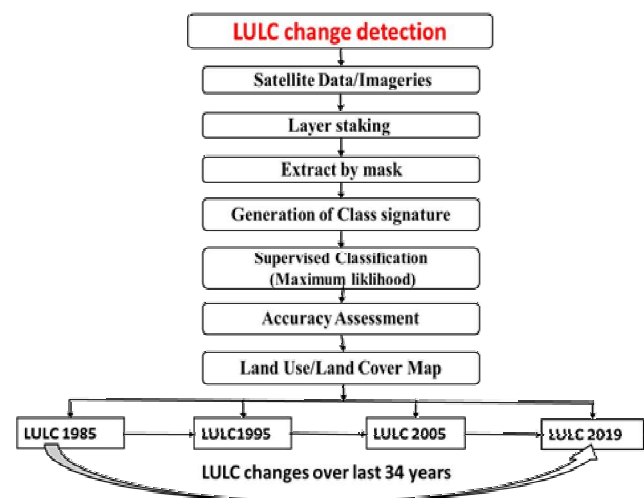 LULC change detection
Satellite Data/Imageries
Layer staking
Extract by mask
Generation of Class signature
Supervised Classification
(Maximum liklihood)
Accuracy Assessment
Land Use/Land Cover Map
LULC 1985
LULC1995
LULC 2005
LULC 2019
LULC changes over last 34 years